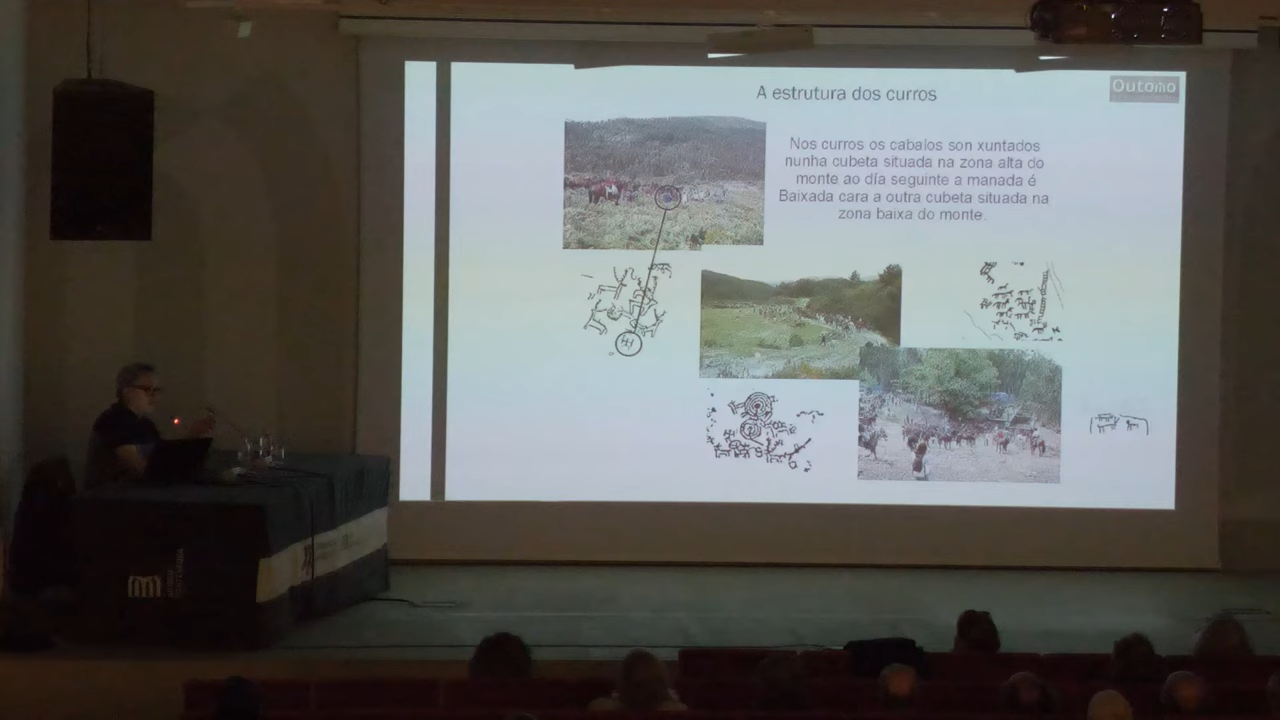 A estrutura dos curros
Outono
Nos curros os cabalos son xuntados
nunha cubeta situada na zona alta do
monte ao día seguinte a manada é
Baixada cara a outra cubeta situada na
zona baixa do monte.